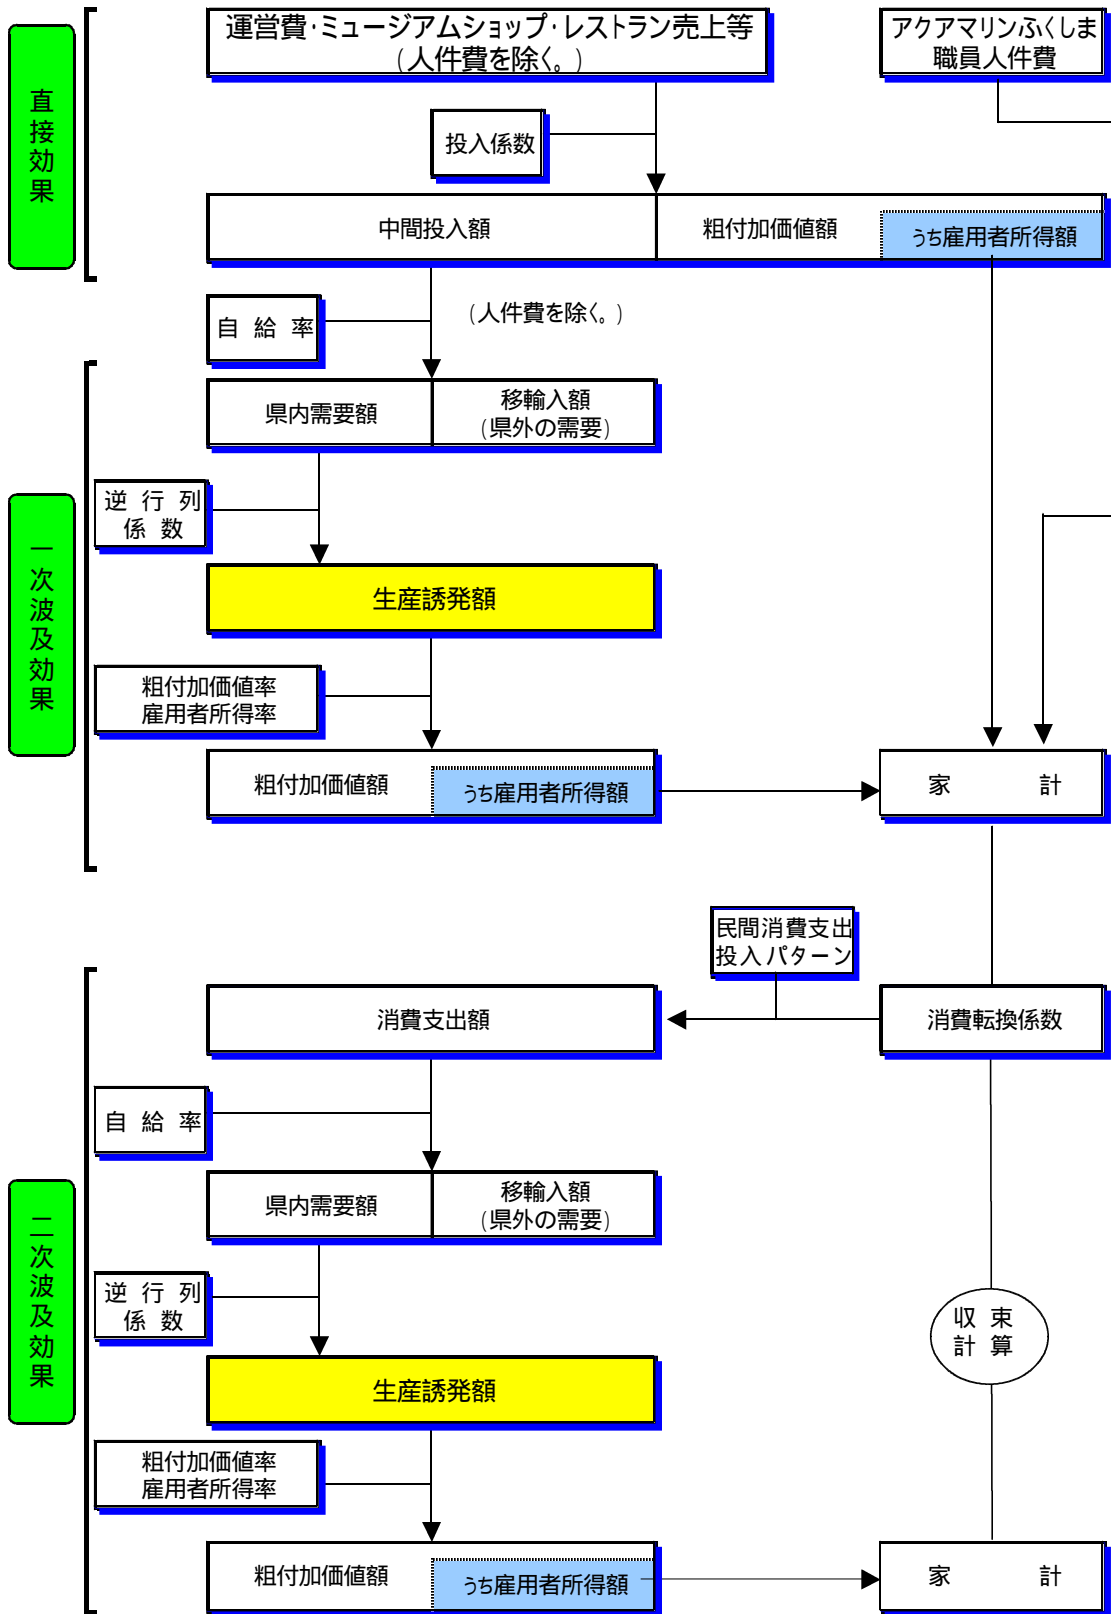 運営費・ミュージアムショップ・レストラン売上等
(人件費を除く。)
アクアマリンふくしま
職員人件費
直接効果
投入係数
中間投入額
粗付加価値額
うち雇用者所得額
自給率
(人件費を除く。)
県内需要額
移輸入額
(県外の需要)
一次波及効果
逆行列
係数
生産誘発額
粗付加価値率
雇用者所得率
粗付加価値額
うち雇用者所得額
家計
民間消費支出
投入パターン
消費支出額
消費転換係数
自給率
二次波及効果
県内需要額
移輸入額
(県外の需要)
逆行列
係数
収束
計算
生産誘発額
粗付加価値率
雇用者所得率
粗付加価値額
うち雇用者所得額
家計